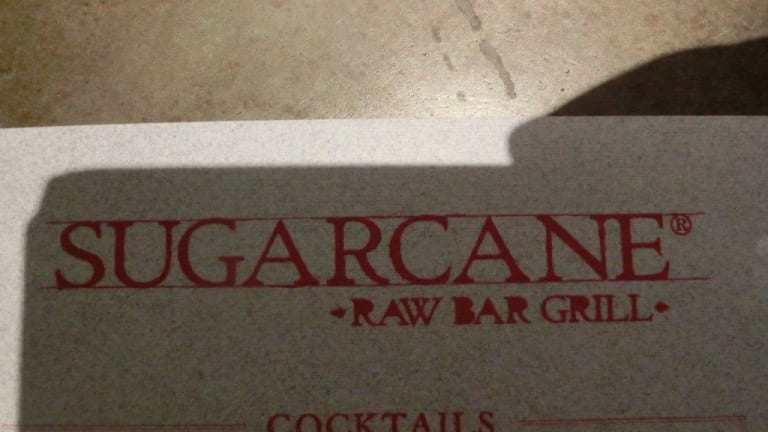 SUGARCANE®
•RAW BAR GRILL•
COCKTAILS